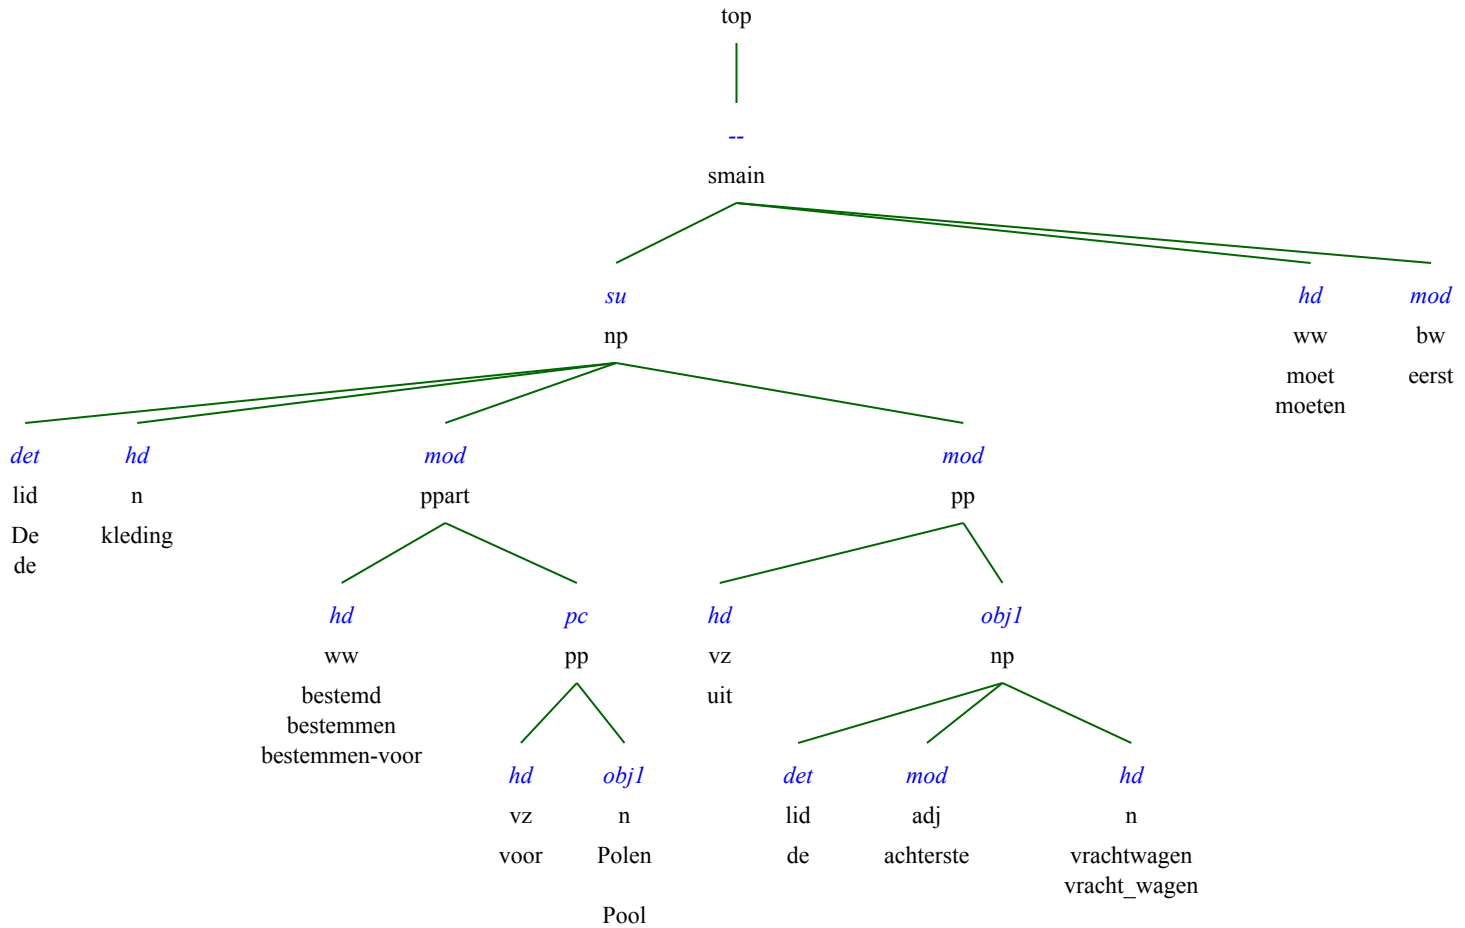 top
--
smain
su hd mod
np ww bw
moet eerst
moeten
det hd mod mod
lid n ppart pp
De kleding
de
hd pc hd obj1
ww pp vz np
bestemd uit
bestemmen
bestemmen-voor
hd obj1 det mod hd
vz n lid adj n
voor Polen de achterste vrachtwagen
vracht_wagen
Pool